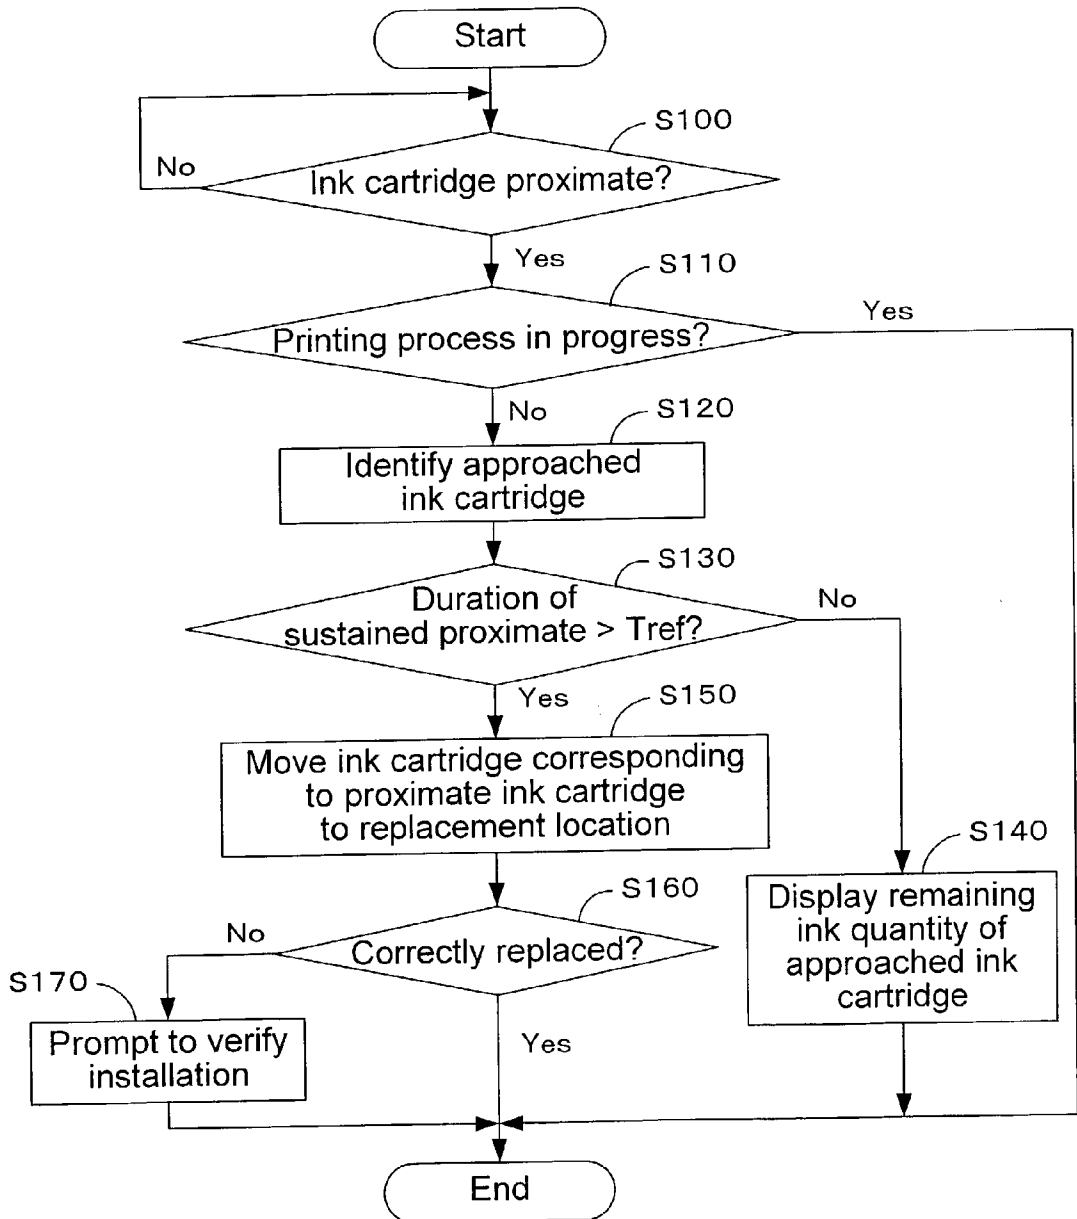 Start
S100
No
Ink cartridge proximate?
Yes
S110
Yes
Printing process in progress?
No
S120
Identify approached
ink cartridge
S130
No
Duration of
sustained proximate > Tref?
Yes
S150
Move ink cartridge corresponding
to proximate ink cartridge
to replacement location
S140
Display remaining
ink quantity of
approached ink
cartridge
S160
No
Correctly replaced?
S170
Prompt to verify
installation
Yes
End